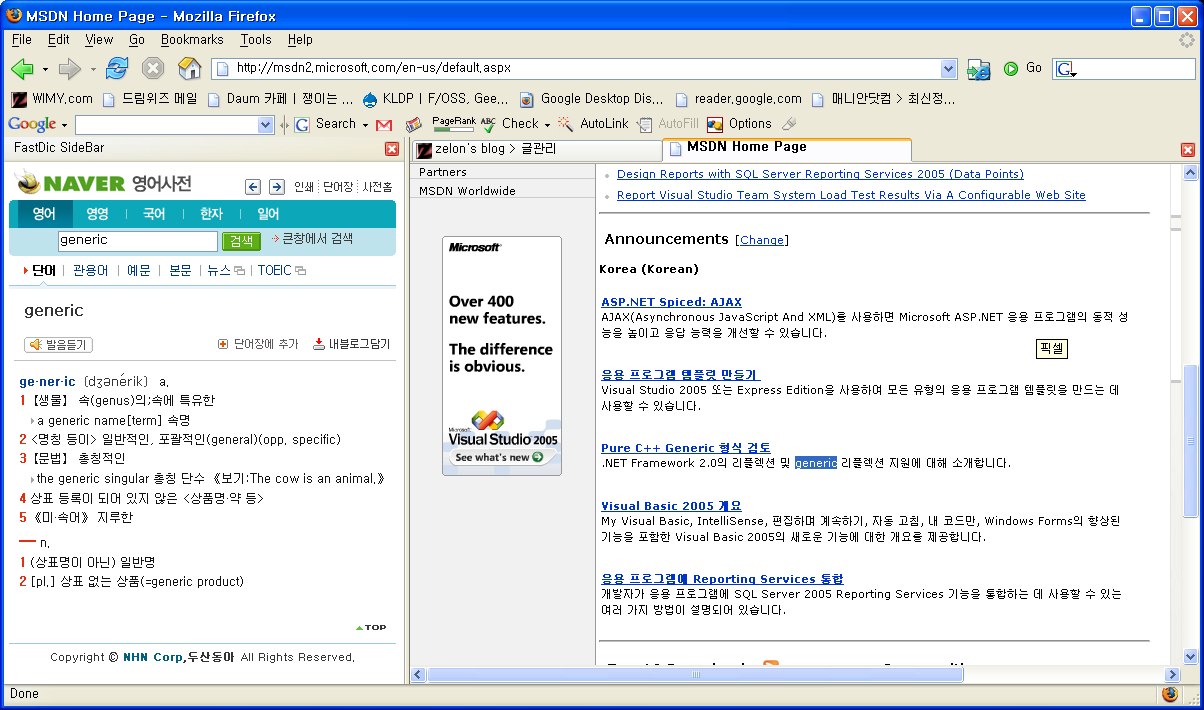 MSDN Home Page - Mozilla Firefox
File Edit View Go Bookmarks Tools Help
http://msdn2.microsoft.com/en-us/default.aspx Go
WIMY.com 드림위즈 메일 Daum 카페 | 쟁이는 ... KLDP | F/OSS, Gee... Google Desktop Dis... reader.google.com 매니안닷컴 > 최신정...
Google Search PageRank Check AutoLink AutoFill Options
FastDic SideBar
NAVER 영어사전
인쇄 단어장 사전홈
영어 영영 국어 한자 일어
generic 검색 큰창에서 검색
단어 관용어 예문 본문 뉴스 TOEIC
generic
발음듣기 단어장에 추가 내블로그담기
ge·ner·ic (dʒənérik) a.
1 【생물】 속(genus)의;속에 특유한
a generic name[term] 속명
2 <명칭 등이> 일반적인, 포괄적인(general)(opp. specific)
3 【문법】 총칭적인
the generic singular 총칭 단수 《보기:The cow is an animal.》
4 상표 등록이 되어 있지 않은 <상품명·약 등>
5 《미·속어》 지루한
n.
1 (상표명이 아닌) 일반명
2 [pl.] 상표 없는 상품(=generic product)
TOP
Copyright © NHN Corp,두산동아 All Rights Reserved.
zelon's blog > 글관리
MSDN Home Page
Partners
MSDN Worldwide
Microsoft
Over 400
new features.
The difference
is obvious.
Microsoft
Visual Studio 2005
See what's new
Design Reports with SQL Server Reporting Services 2005 (Data Points)
Report Visual Studio Team System Load Test Results Via A Configurable Web Site
Announcements [Change]
Korea (Korean)
ASP.NET Spiced: AJAX
AJAX(Asynchronous JavaScript And XML)를 사용하면 Microsoft ASP.NET 응용 프로그램의 동적 성
능을 높이고 응답 능력을 개선할 수 있습니다.
픽셀
응용 프로그램 템플릿 만들기
Visual Studio 2005 또는 Express Edition을 사용하여 모든 유형의 응용 프로그램 템플릿을 만드는 데
사용할 수 있습니다.
Pure C++ Generic 형식 검토
.NET Framework 2.0의 리플렉션 및 generic 리플렉션 지원에 대해 소개합니다.
Visual Basic 2005 개요
My Visual Basic, IntelliSense, 편집하며 계속하기, 자동 고침, 내 코드만, Windows Forms의 향상된
기능을 포함한 Visual Basic 2005의 새로운 기능에 대한 개요를 제공합니다.
응용 프로그램에 Reporting Services 통합
개발자가 응용 프로그램에 SQL Server 2005 Reporting Services 기능을 통합하는 데 사용할 수 있는
여러 가지 방법이 설명되어 있습니다.
Done